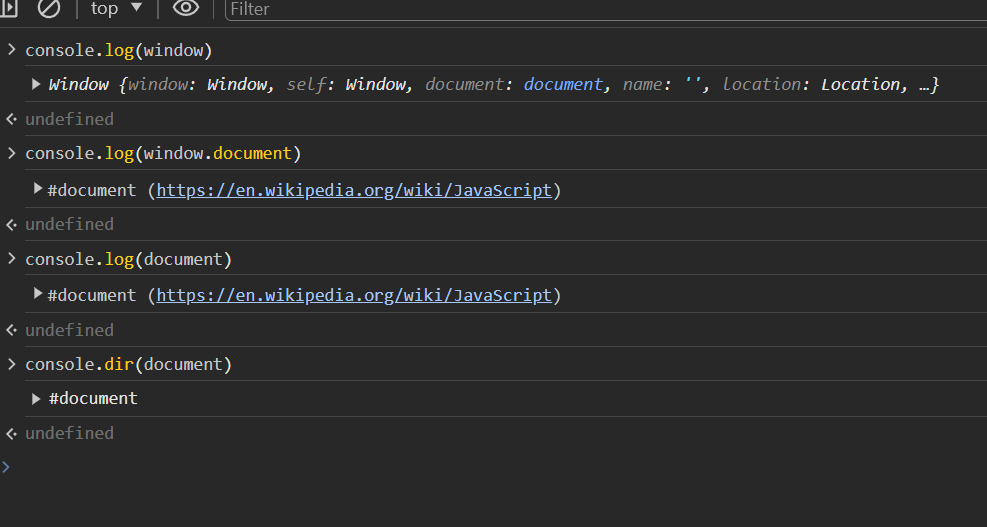 top Filter
console.log(window)
Window {window: Window, self: Window, document: document, name: '', location: Location, …}
undefined
console.log(window.document)
#document (https://en.wikipedia.org/wiki/JavaScript)
undefined
console.log(document)
#document (https://en.wikipedia.org/wiki/JavaScript)
undefined
console.dir(document)
#document
undefined